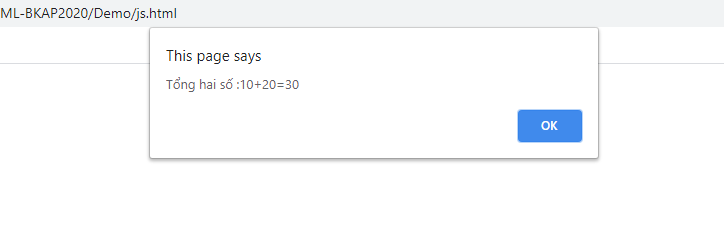 ML-BKAP2020/Demo/js.html
This page says
Tổng hai số :10+20=30
OK